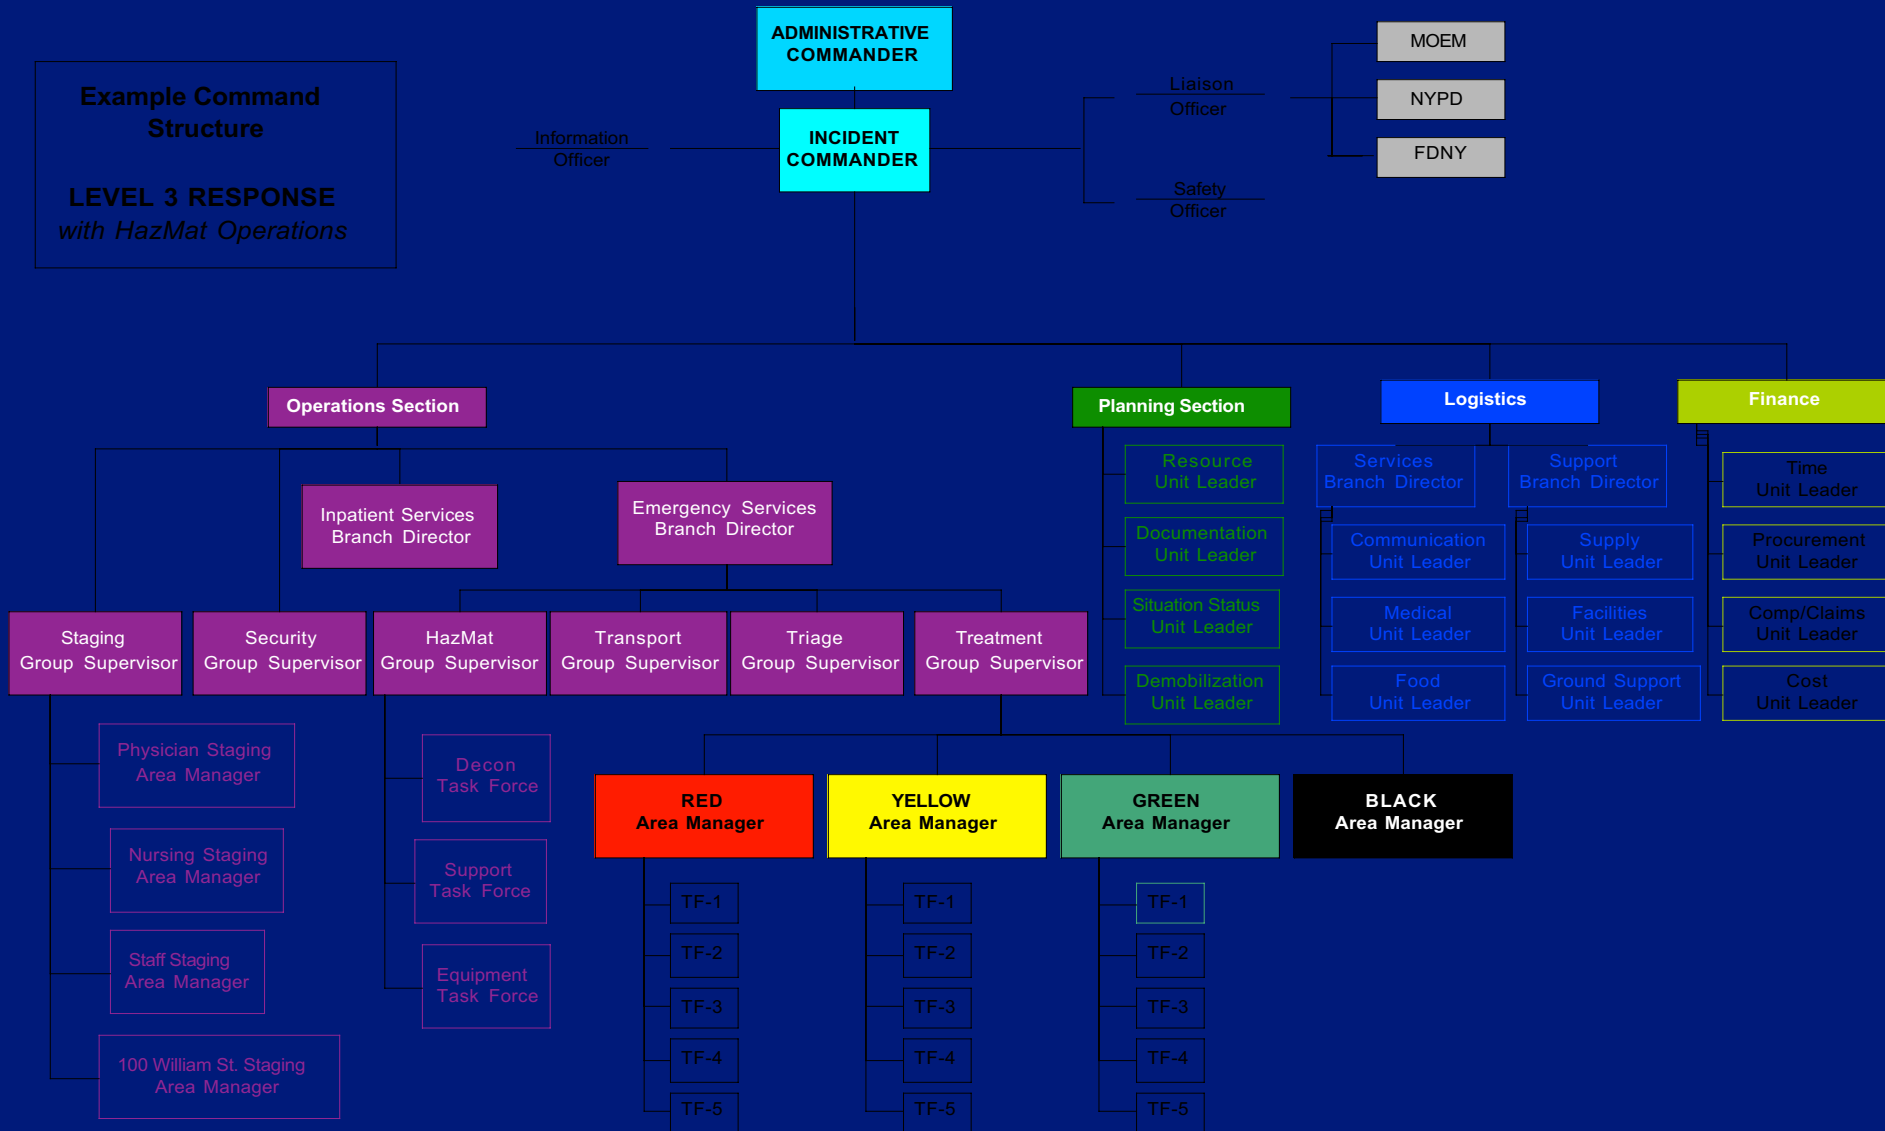 ADMINISTRATIVE
COMMANDER
MOEM
Example Command
Structure
LEVEL 3 RESPONSE
with HazMat Operations
Liaison
Officer
NYPD
Information
Officer
INCIDENT
COMMANDER
FDNY
Safety
Officer
Operations Section
Planning Section
Logistics
Finance
Inpatient Services
Branch Director
Emergency Services
Branch Director
Staging
Group Supervisor
Security
Group Supervisor
HazMat
Group Supervisor
Transport
Group Supervisor
Triage
Group Supervisor
Treatment
Group Supervisor
Resource
Unit Leader
Documentation
Unit Leader
Situation Status
Unit Leader
Demobilization
Unit Leader
Services
Branch Director
Communication
Unit Leader
Medical
Unit Leader
Food
Unit Leader
Support
Branch Director
Supply
Unit Leader
Facilities
Unit Leader
Ground Support
Unit Leader
Time
Unit Leader
Procurement
Unit Leader
Comp/Claims
Unit Leader
Cost
Unit Leader
Physician Staging
Area Manager
Nursing Staging
Area Manager
Staff Staging
Area Manager
100 William St. Staging
Area Manager
Decon
Task Force
Support
Task Force
Equipment
Task Force
RED
Area Manager
TF-1
TF-2
TF-3
TF-4
TF-5
YELLOW
Area Manager
TF-1
TF-2
TF-3
TF-4
TF-5
GREEN
Area Manager
TF-1
TF-2
TF-3
TF-4
TF-5
BLACK
Area Manager